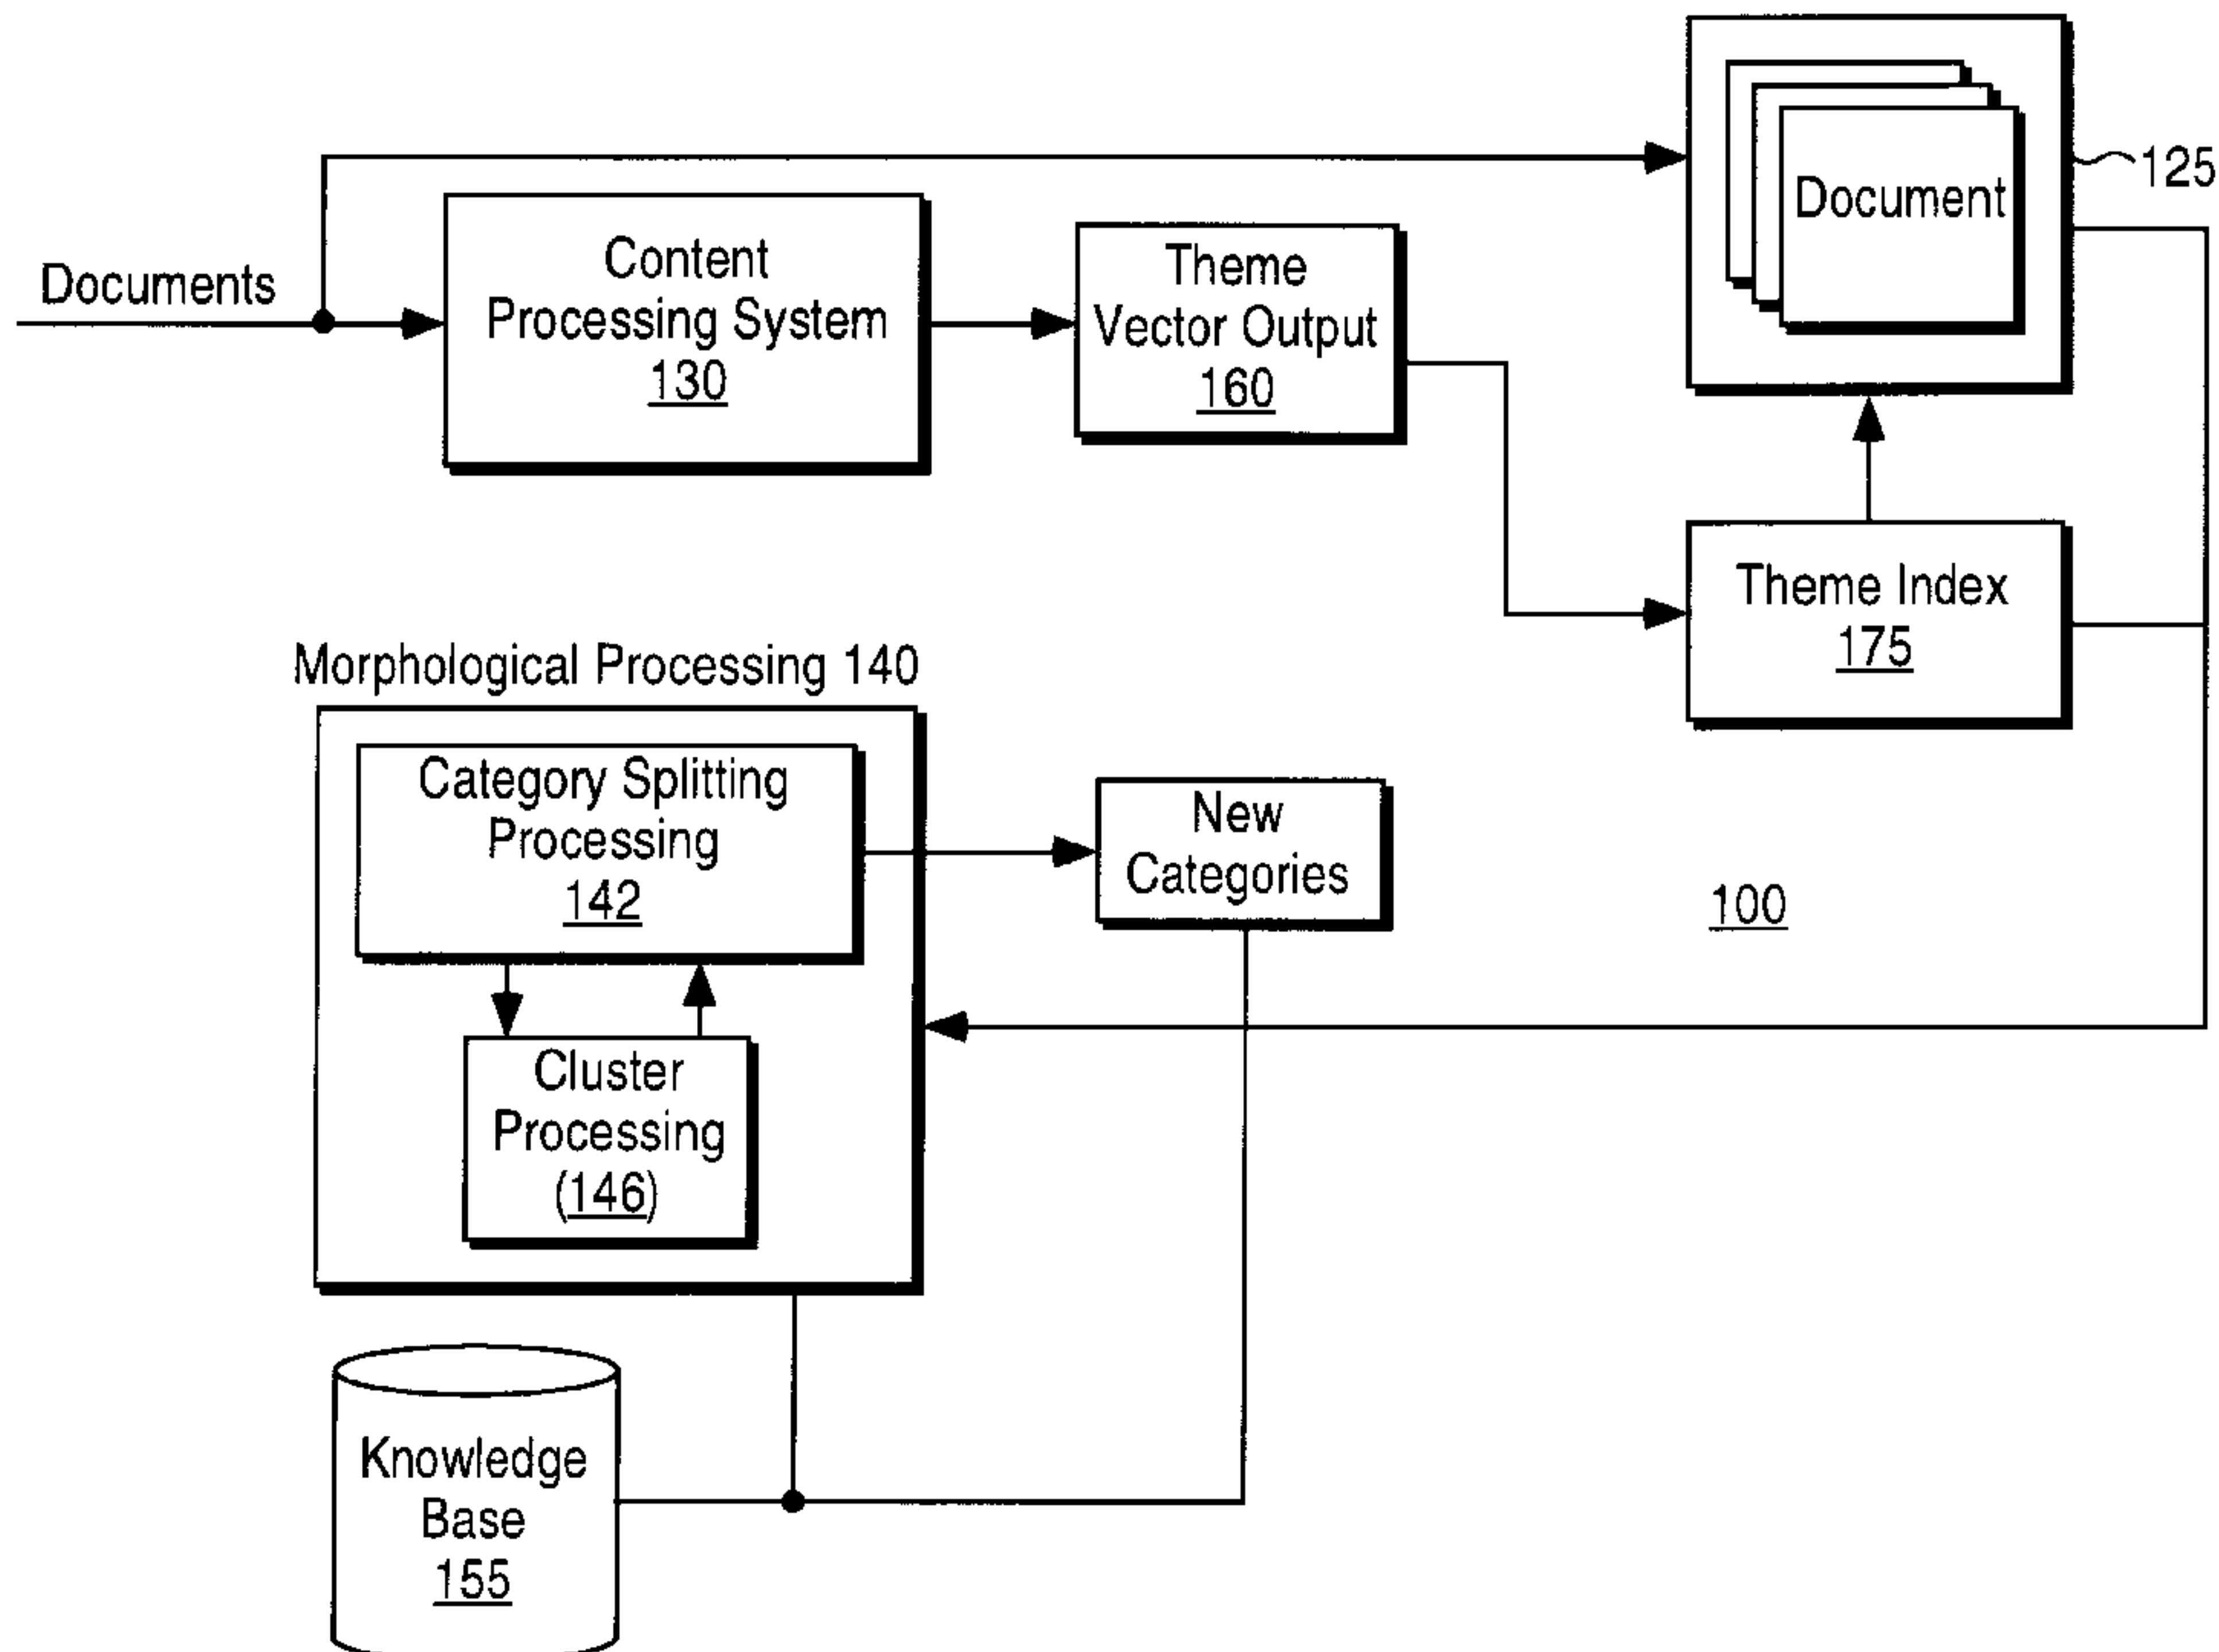 Documents
Content
Processing System
130
Theme
Vector Output
160
Document
125
Theme Index
175
Morphological Processing 140
Category Splitting
Processing
142
New
Categories
100
Cluster
Processing
(146)
Knowledge
Base
155